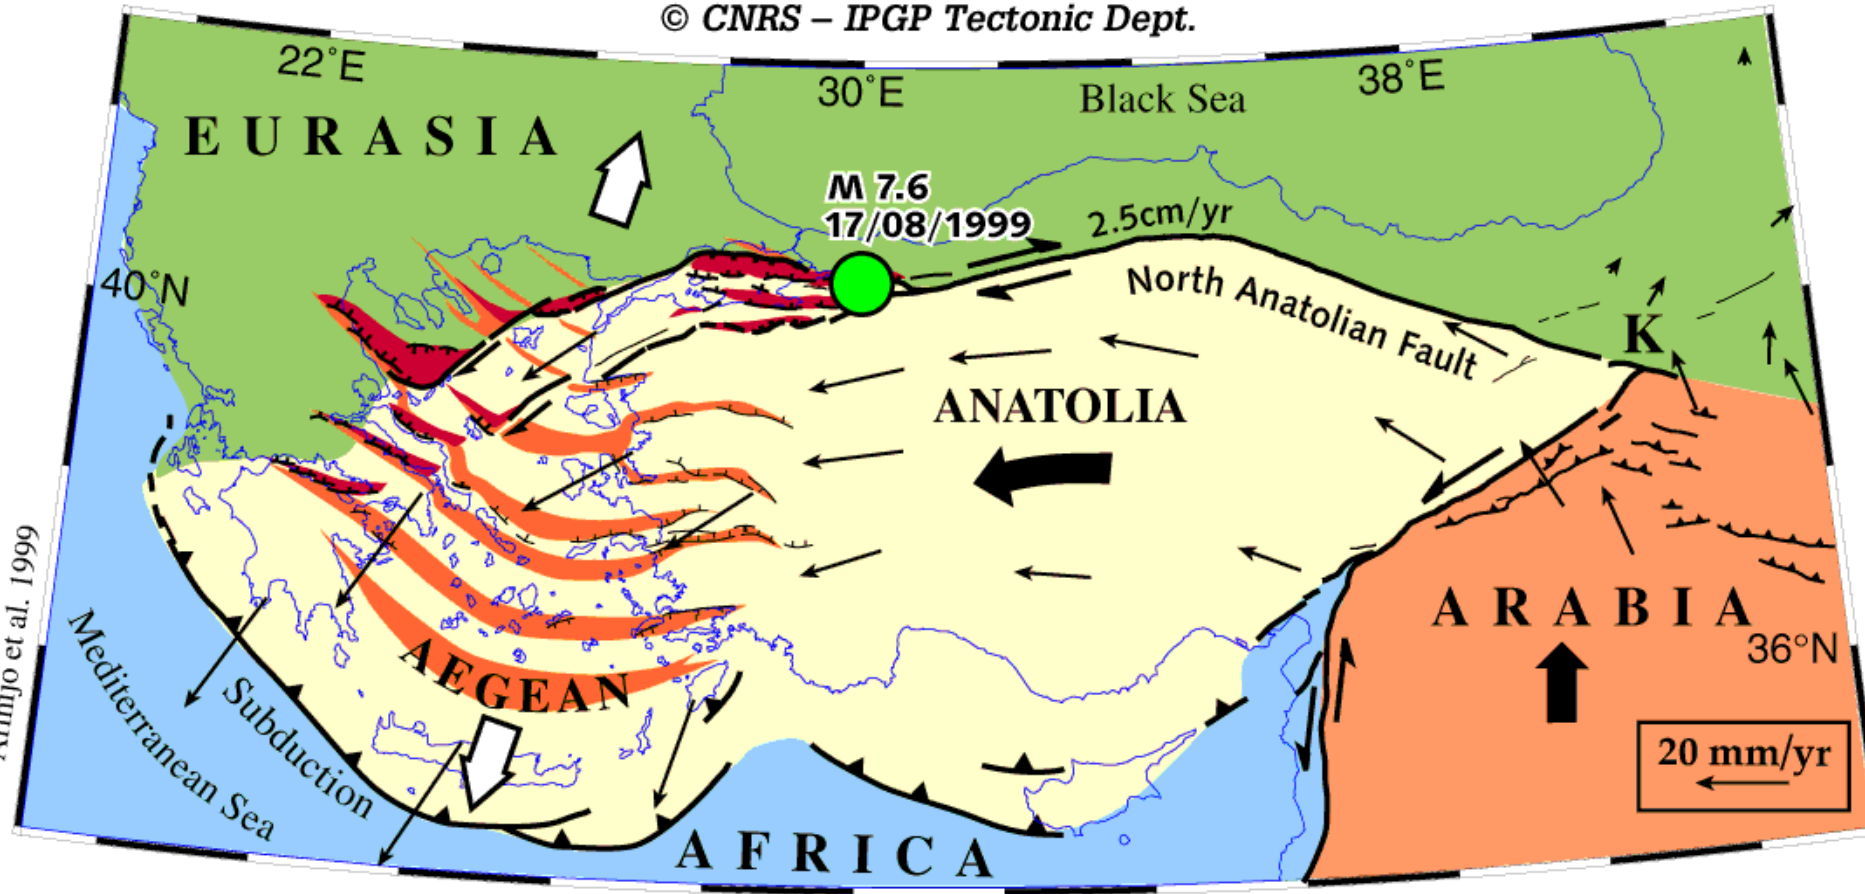 © CNRS – IPGP Tectonic Dept.
22°E
30°E
38°E
Black Sea
EURASIA
M 7.6
17/08/1999
2.5cm/yr
40°N
North Anatolian Fault
K
ANATOLIA
ARABIA
36°N
AEGEAN
Subduction
Mediterranean Sea
20 mm/yr
AFRICA
et al. 1999